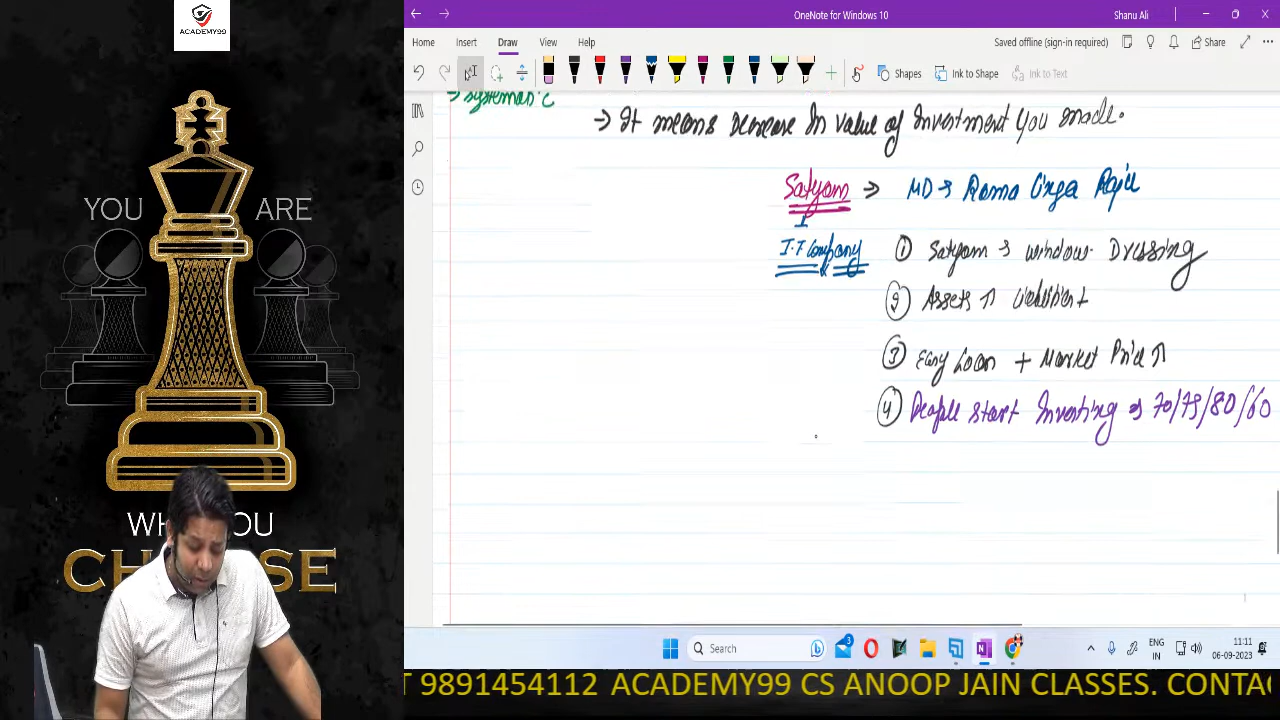 ACADEMY99
YOU ARE
WH YOU
CH SE
OneNote for Windows 10
Shanu Ali
Home Insert Draw View Help
Saved offline (sign-in required)
Share
Shapes
Ink to Shape
Ink to Text
→ It means Decrease In value of Investment you made.
Satyam → MD → Rama Linga Raju
I.T Company
① Satyam → window Dressing
② Assets ↑
③ Easy Loan + Market Price ↑
④ People start Investing → 70/75/80/60
Search
3
ENG
IN
11:11
06-09-2023
T 9891454112 ACADEMY99 CS ANOOP JAIN CLASSES. CONTAC